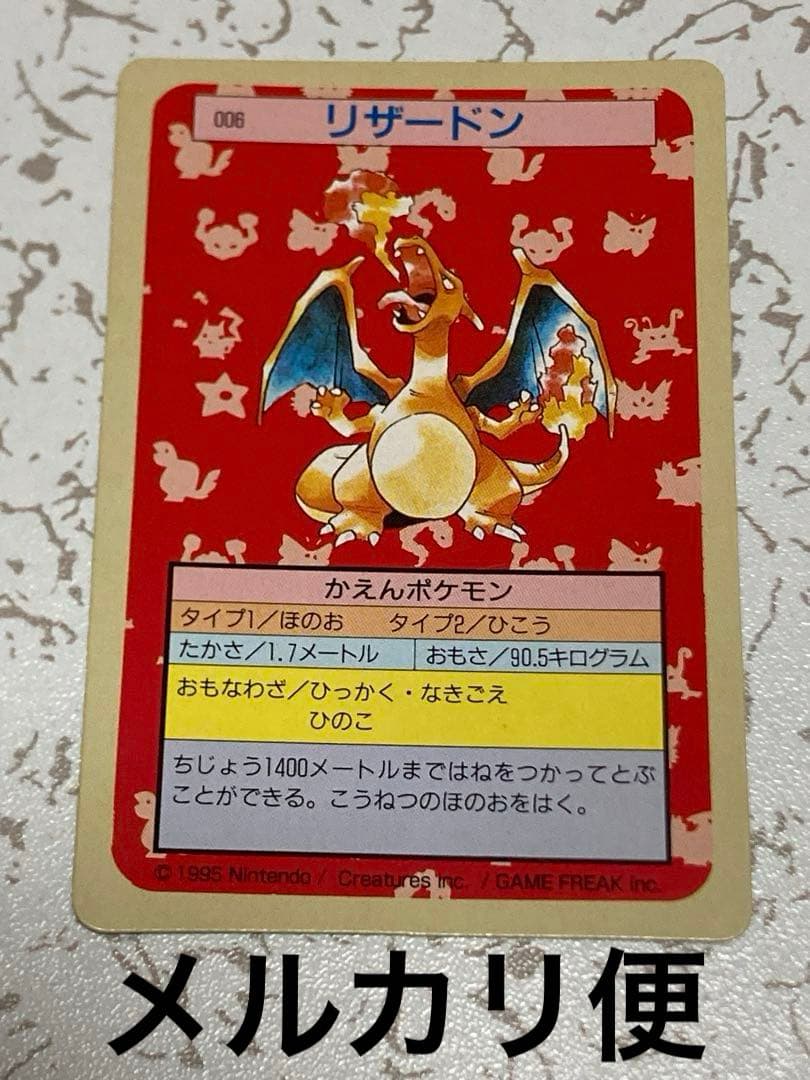 006 リザードン
かえんポケモン
タイプ1／ほのお タイプ2／ひこう
たかさ／1.7メートル おもさ／90.5キログラム
おもなわざ／ひっかく・なきごえ
ひのこ
ちじょう1400メートルまではねをつかってとぶ
ことができる。こうねつのほのおをはく。
© 1995 Nintendo / Creatures Inc. / GAME FREAK Inc.
メルカリ便